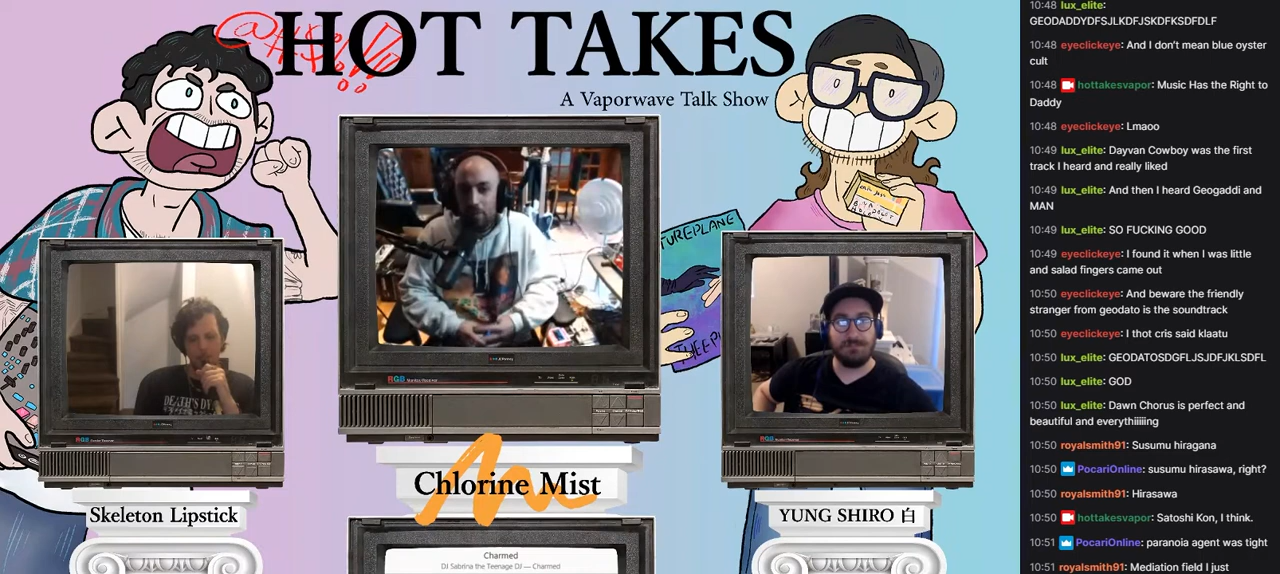 @#$%!!!
HOT TAKES
A Vaporwave Talk Show
TUREPLANE
DEATH'S DY
RGB
RGB
RGB
Chlorine Mist
Skeleton Lipstick
YUNG SHIRO 白
Charmed
DJ Sabrina the Teenage DJ — Charmed
10:48 lux_elite:
GEODADDYDFSJLKDFJSKDFKSDFDLF
10:48 eyeclickeye: And I don't mean blue oyster
cult
10:48 hottakesvapor: Music Has the Right to
Daddy
10:48 eyeclickeye: Lmaoo
10:49 lux_elite: Dayvan Cowboy was the first
track I heard and really liked
10:49 lux_elite: And then I heard Geogaddi and
MAN
10:49 lux_elite: SO FUCKING GOOD
10:49 eyeclickeye: I found it when I was little
and salad fingers came out
10:50 eyeclickeye: And beware the friendly
stranger from geodato is the soundtrack
10:50 eyeclickeye: I thot cris said klaatu
10:50 lux_elite: GEODATOSDGFLJSJDFJKLSDFL
10:50 lux_elite: GOD
10:50 lux_elite: Dawn Chorus is perfect and
beautiful and everythiiiiing
10:50 royalsmith91: Susumu hiragana
10:50 PocariOnline: susumu hirasawa, right?
10:50 royalsmith91: Hirasawa
10:50 hottakesvapor: Satoshi Kon, I think.
10:51 PocariOnline: paranoia agent was tight
10:51 royalsmith91: Mediation field I just